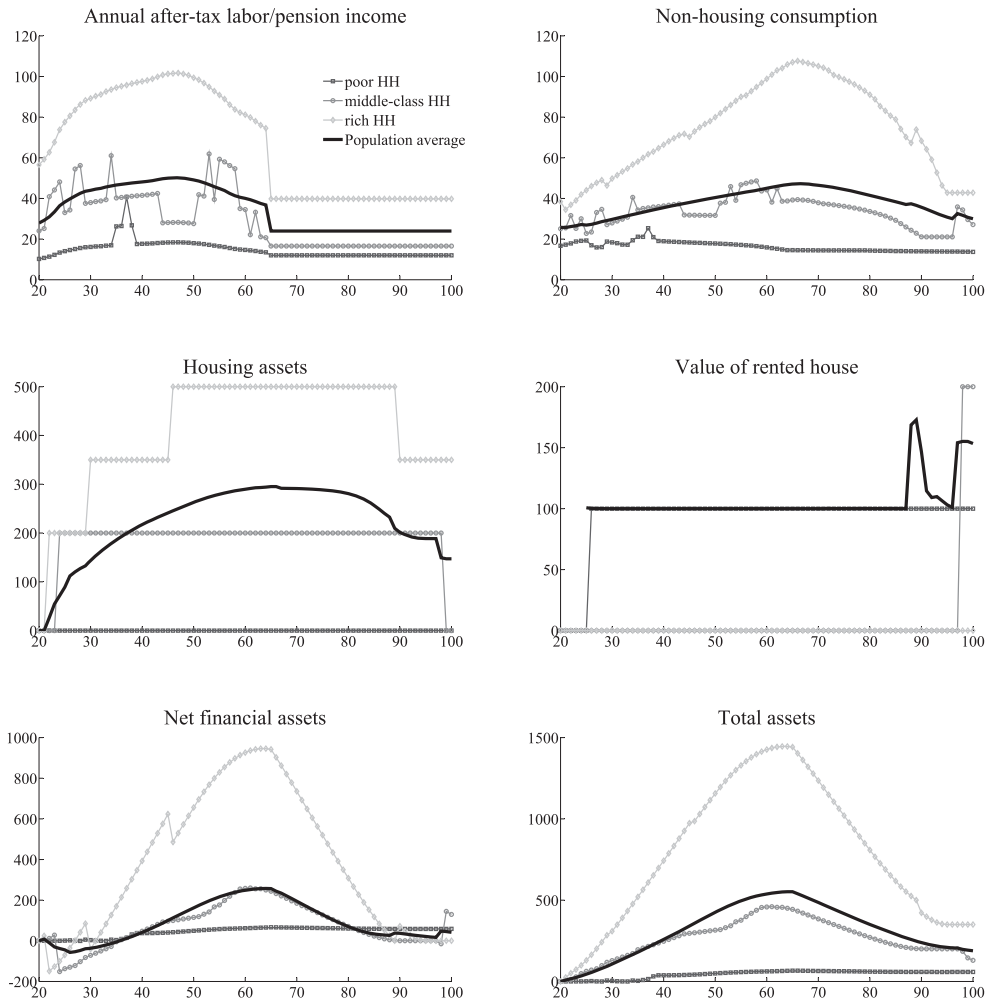 Annual after-tax labor/pension income
120
100
80
60
40
20
0
20 30 40 50 60 70 80 90 100
poor HH
middle-class HH
rich HH
Population average
Non-housing consumption
120
100
80
60
40
20
0
20 30 40 50 60 70 80 90 100
Housing assets
500
400
300
200
100
0
20 30 40 50 60 70 80 90 100
Value of rented house
200
150
100
50
0
20 30 40 50 60 70 80 90 100
Net financial assets
1000
800
600
400
200
0
-200
20 30 40 50 60 70 80 90 100
Total assets
1500
1000
500
0
20 30 40 50 60 70 80 90 100